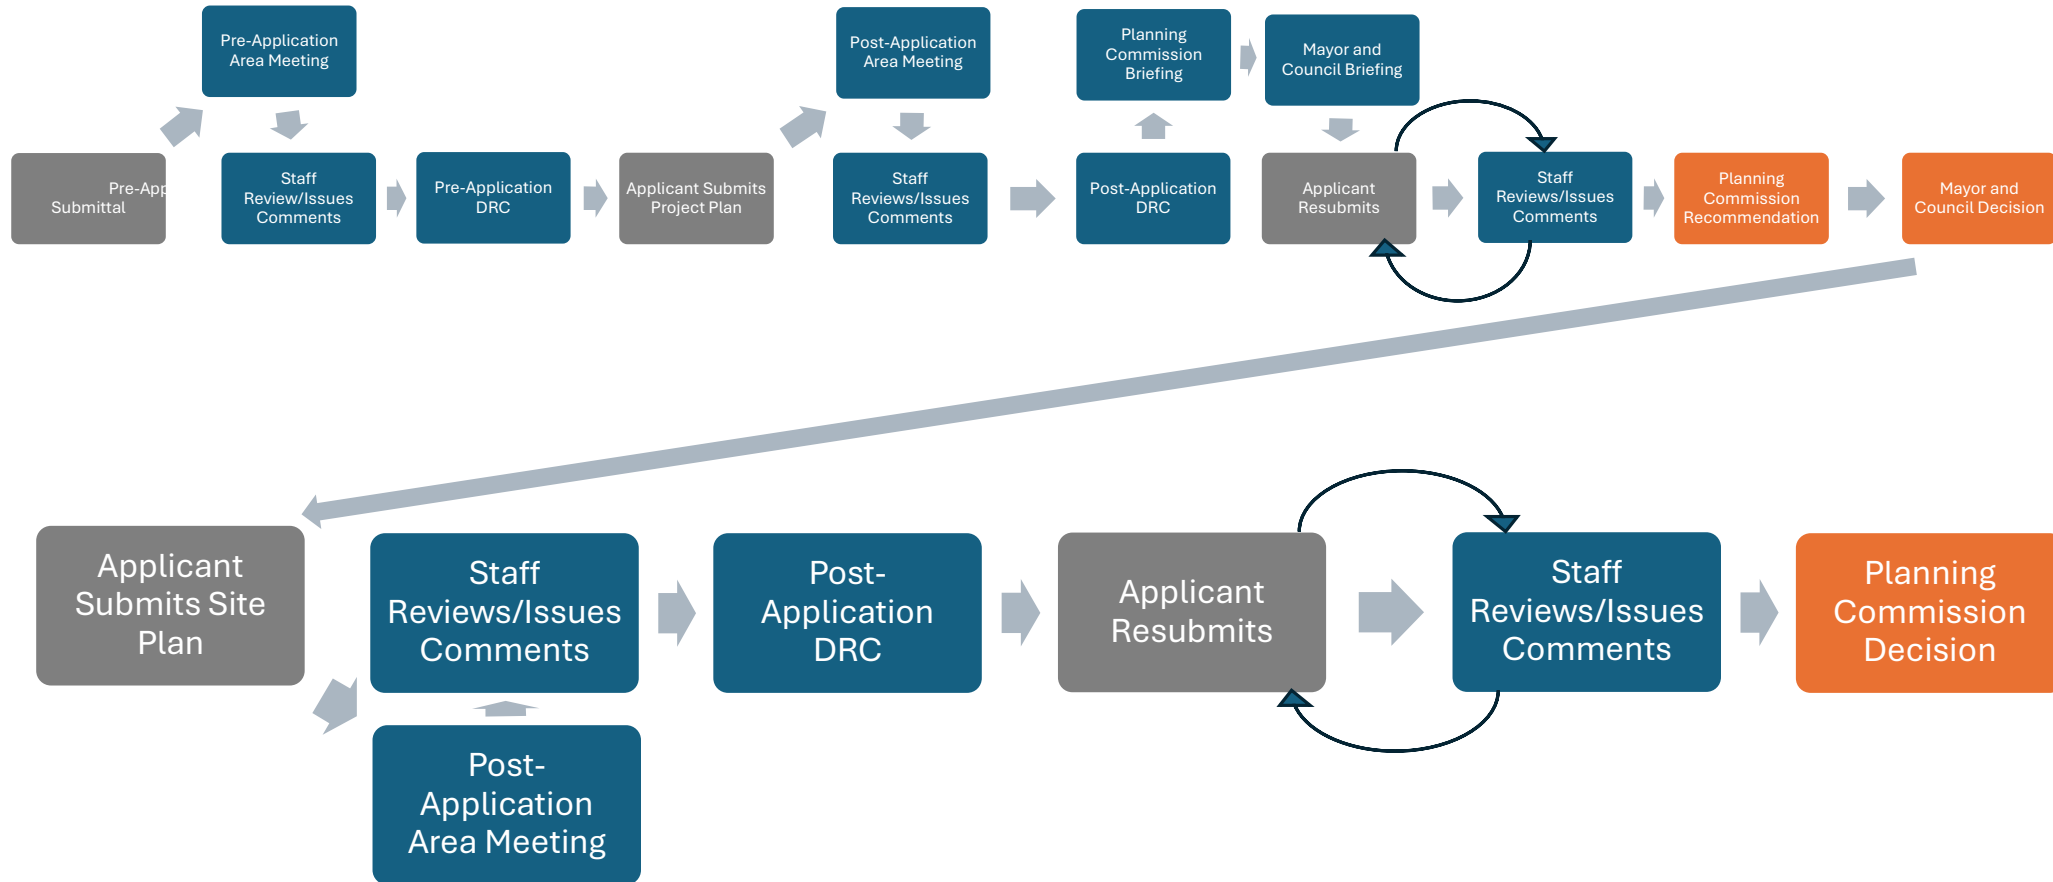 Pre-Application
Area Meeting
Post-Application
Area Meeting
Planning
Commission
Briefing
Mayor and
Council Briefing
Pre-App
Submittal
Staff
Review/Issues
Comments
Pre-Application
DRC
Applicant Submits
Project Plan
Staff
Reviews/Issues
Comments
Post-Application
DRC
Applicant
Resubmits
Staff
Reviews/Issues
Comments
Planning
Commission
Recommendation
Mayor and
Council Decision
Applicant
Submits Site
Plan
Staff
Reviews/Issues
Comments
Post-
Application
DRC
Applicant
Resubmits
Staff
Reviews/Issues
Comments
Planning
Commission
Decision
Post-
Application
Area Meeting